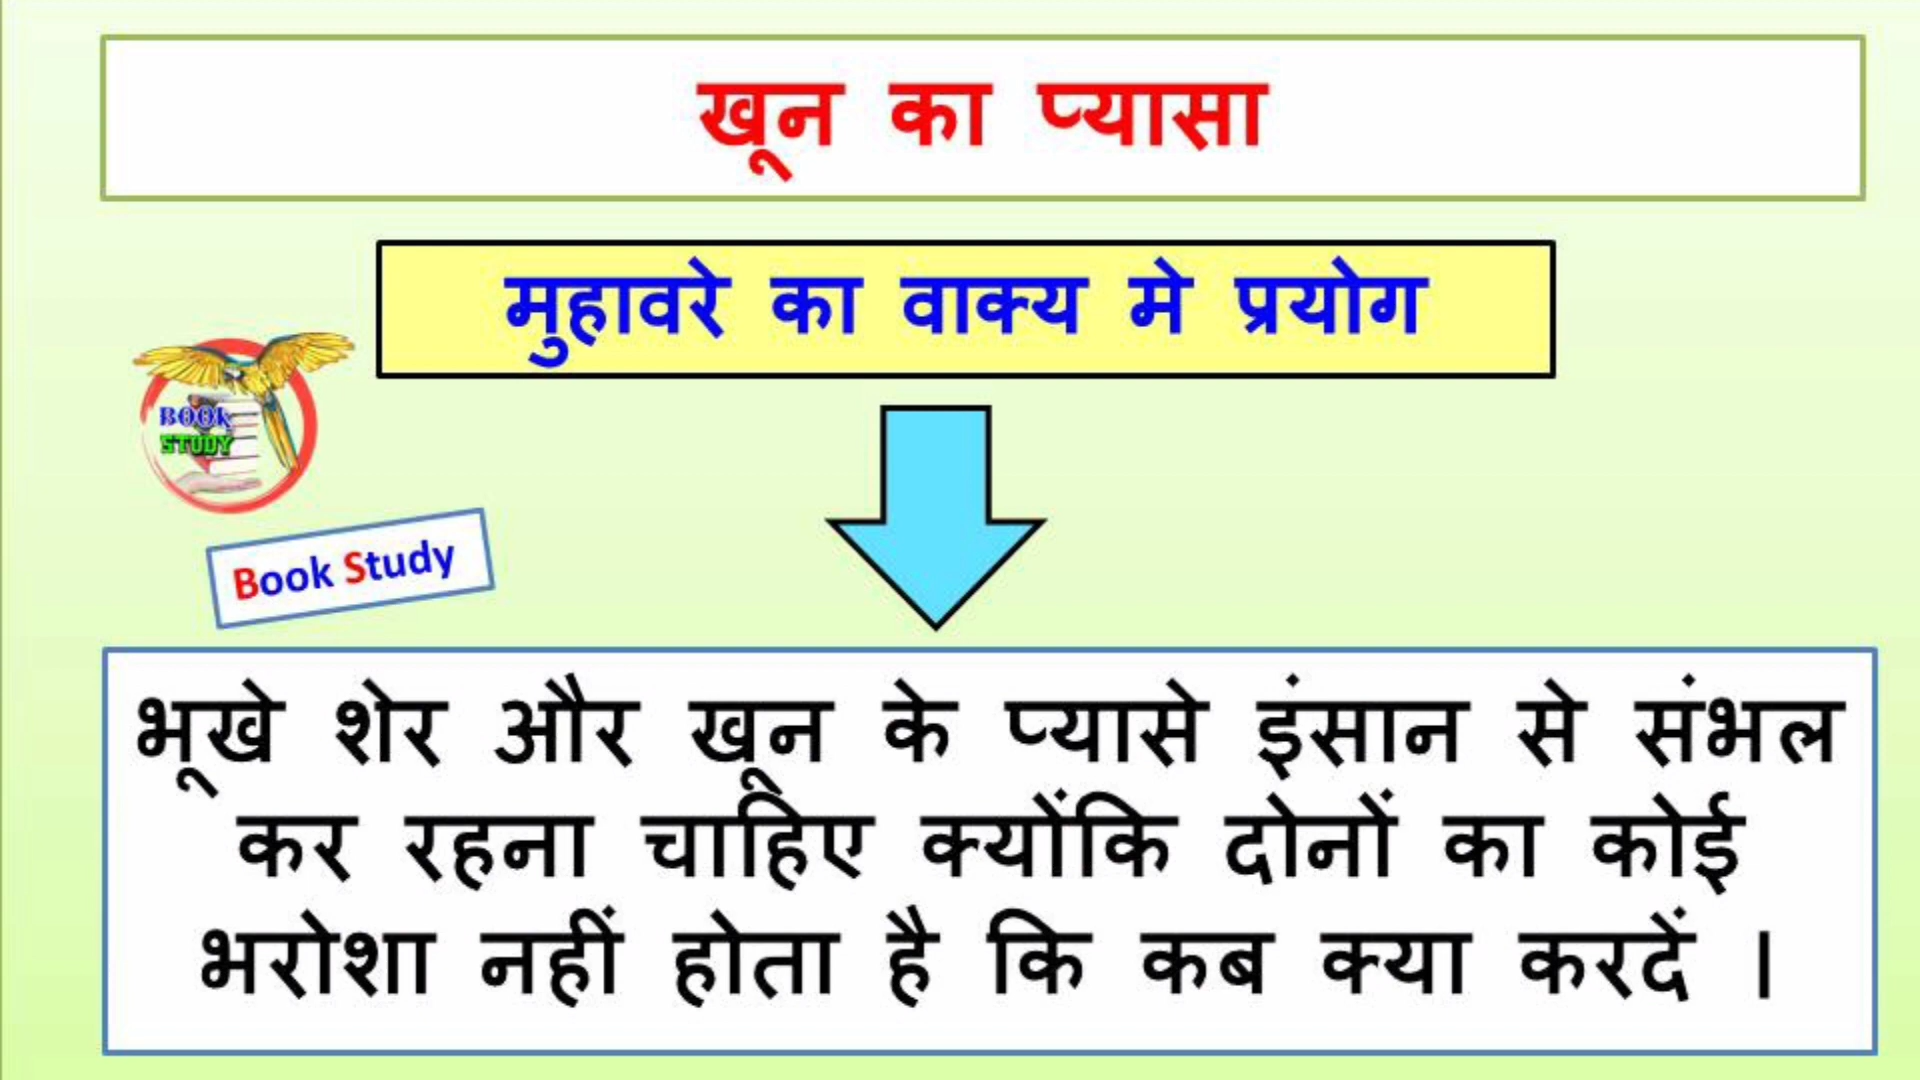 खून का प्यासा
मुहावरे का वाक्य मे प्रयोग
BOOK
STUDY
Book Study
भूखे शेर और खून के प्यासे इंसान से संभल
कर रहना चाहिए क्योंकि दोनों का कोई
भरोशा नहीं होता है कि कब क्या करदें ।